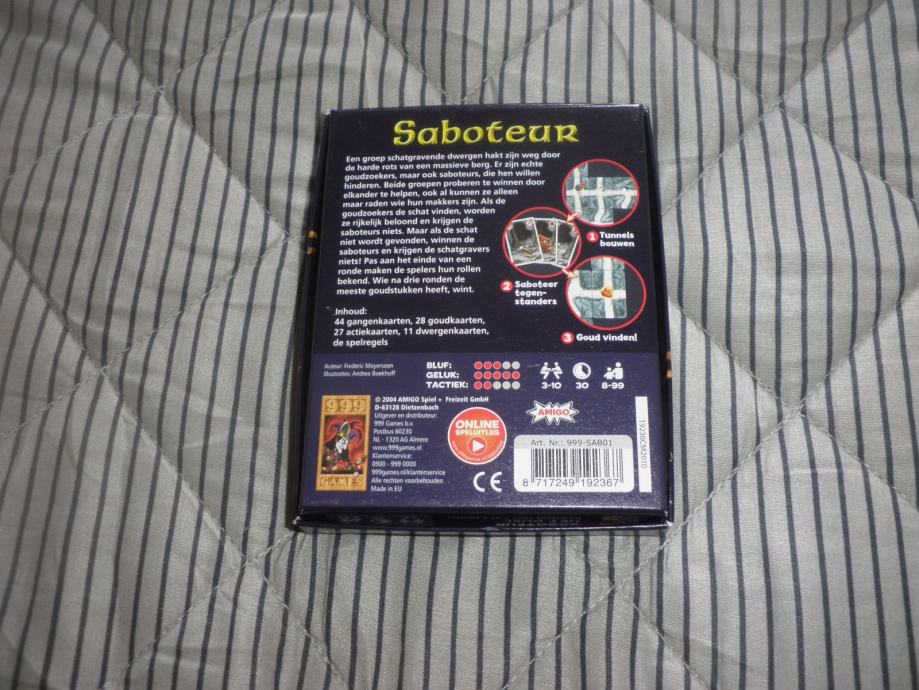 Saboteur
Een groep schatgravende dwergen hakt zijn weg door
de harde rots van een massieve berg. Er zijn echte
goudzoekers, maar ook saboteurs, die hen willen
hinderen. Beide groepen proberen te winnen door
elkander te helpen, ook al kunnen ze alleen
maar raden wie hun makkers zijn. Als de
goudzoekers de schat vinden, worden
ze rijkelijk beloond en krijgen de
saboteurs niets. Maar als de schat
niet wordt gevonden, winnen de
saboteurs en krijgen de schatgravers
niets! Pas aan het einde van een
ronde maken de spelers hun rollen
bekend. Wie na drie ronden de
meeste goudstukken heeft, wint.
1 Tunnels
bouwen
2 Saboteer
tegen-
standers
3 Goud vinden!
Inhoud:
44 gangenkaarten, 28 goudkaarten,
27 actiekaarten, 11 dwergenkaarten,
de spelregels
Auteur: Frederic Moyersoen
Illustraties: Andrea Boekhoff
BLUF:
GELUK:
TACTIEK:
3-10
30
8-99
999
GAMES
© 2004 AMIGO Spiel + Freizeit GmbH
D-63128 Dietzenbach
Uitgever en distributeur:
999 Games b.v.
Postbus 60230
NL - 1320 AG Almere
www.999games.nl
Klantenservice:
0900 - 999 0000
999games.nl/klantenservice
Alle rechten voorbehouden
Made in EU
ONLINE
SPELUITLEG
CE
AMIGO
Art. Nr.: 999-SAB01
8 717249 192367